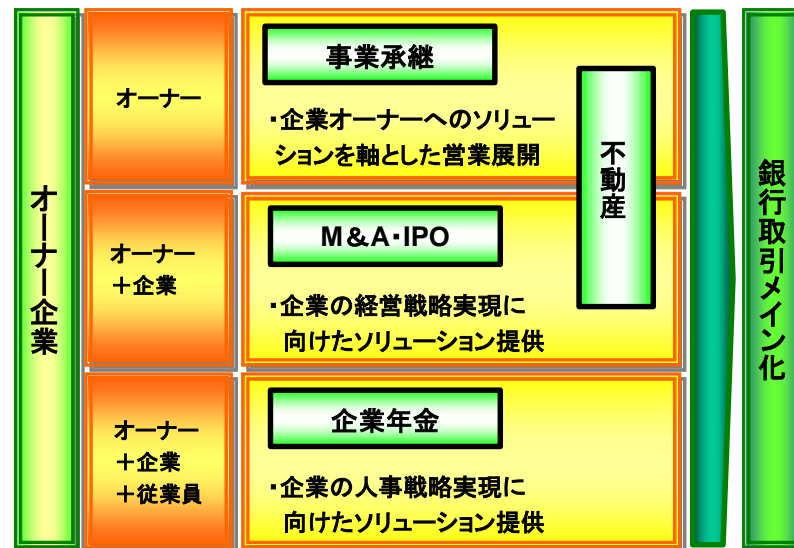 オーナー企業
オーナー
事業承継
・企業オーナーへのソリュー
ションを軸とした営業展開
不動産
オーナー
＋企業
M&A・IPO
・企業の経営戦略実現に
向けたソリューション提供
オーナー
＋企業
＋従業員
企業年金
・企業の人事戦略実現に
向けたソリューション提供
銀行取引メイン化